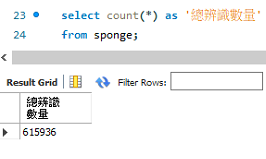 23 select count(*) as '總辨識數量'
24 from sponge;
Result Grid Filter Rows:
總辨識
數量
615936